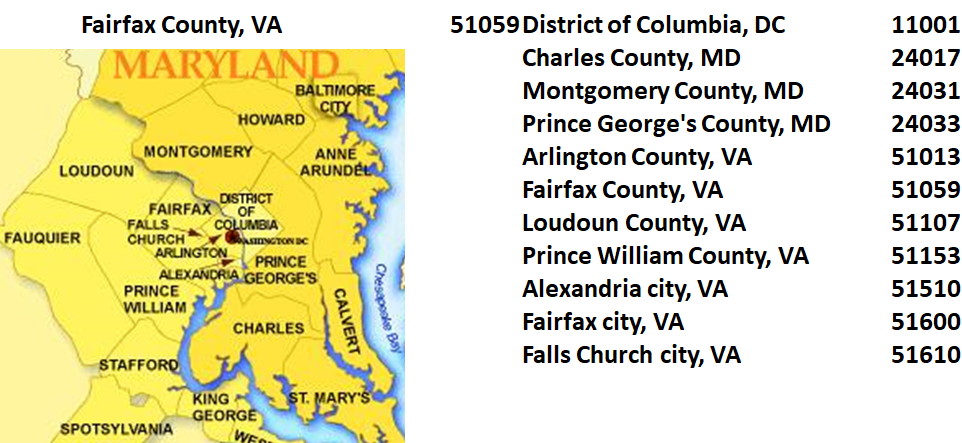 Fairfax County, VA 51059 District of Columbia, DC 11001
Charles County, MD 24017
Montgomery County, MD 24031
Prince George's County, MD 24033
Arlington County, VA 51013
Fairfax County, VA 51059
Loudoun County, VA 51107
Prince William County, VA 51153
Alexandria city, VA 51510
Fairfax city, VA 51600
Falls Church city, VA 51610
MARYLAND
BALTIMORE
CITY
HOWARD
MONTGOMERY
ANNE
ARUNDEL
LOUDOUN
DISTRICT
OF
COLUMBIA
FAIRFAX
FALLS
CHURCH
WASHINGTON DC
FAUQUIER
ARLINGTON
ALEXANDRIA
PRINCE
GEORGE'S
PRINCE
WILLIAM
Chesapeake Bay
CALVERT
CHARLES
STAFFORD
KING
GEORGE
ST. MARY'S
SPOTSYLVANIA